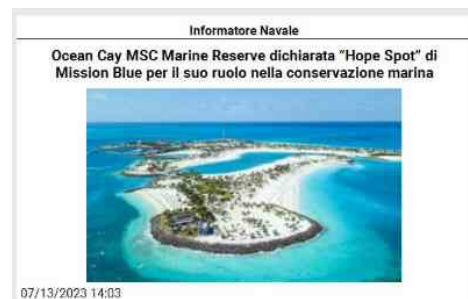 Informatore Navale
Ocean Cay MSC Marine Reserve dichiarata “Hope Spot” di
Mission Blue per il suo ruolo nella conservazione marina
07/13/2023 14:03